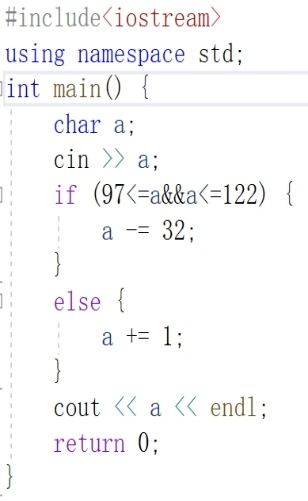 #include<iostream>
using namespace std;
int main() {
char a;
cin >> a;
if (97<=a&&a<=122) {
a -= 32;
}
else {
a += 1;
}
cout << a << endl;
return 0;
}